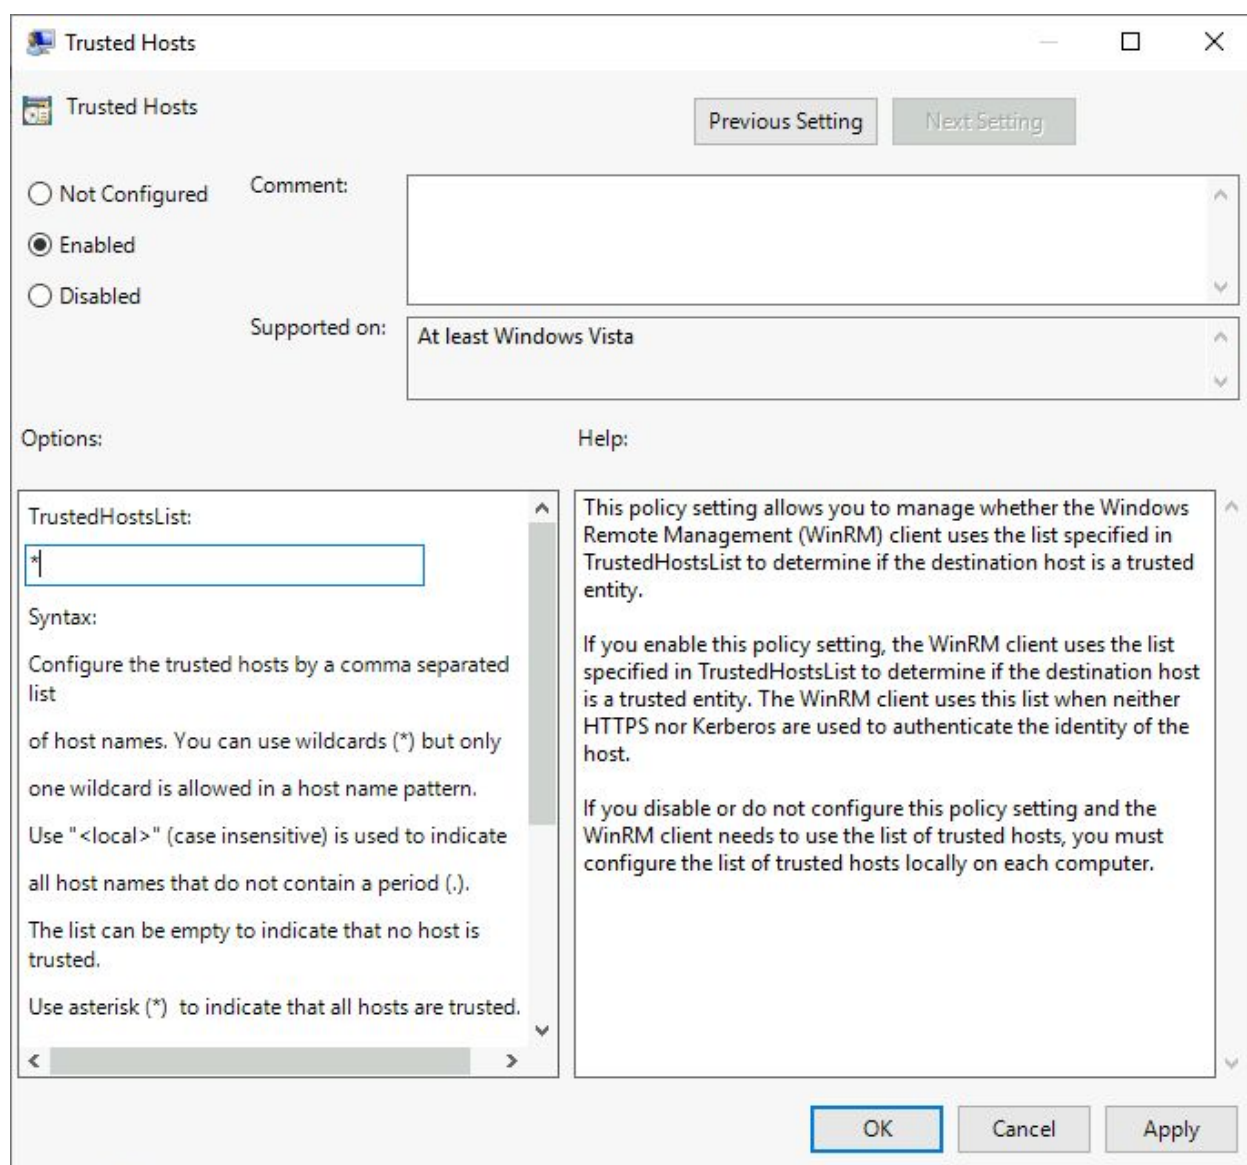 Trusted Hosts
Trusted Hosts
Previous Setting
Next Setting
Not Configured
Enabled
Disabled
Comment:
Supported on:
At least Windows Vista
Options:
Help:
TrustedHostsList:
*
Syntax:
Configure the trusted hosts by a comma separated
list
of host names. You can use wildcards (*) but only
one wildcard is allowed in a host name pattern.
Use "<local>" (case insensitive) is used to indicate
all host names that do not contain a period (.).
The list can be empty to indicate that no host is
trusted.
Use asterisk (*)  to indicate that all hosts are trusted.
This policy setting allows you to manage whether the Windows
Remote Management (WinRM) client uses the list specified in
TrustedHostsList to determine if the destination host is a trusted
entity.
If you enable this policy setting, the WinRM client uses the list
specified in TrustedHostsList to determine if the destination host
is a trusted entity. The WinRM client uses this list when neither
HTTPS nor Kerberos are used to authenticate the identity of the
host.
If you disable or do not configure this policy setting and the
WinRM client needs to use the list of trusted hosts, you must
configure the list of trusted hosts locally on each computer.
OK
Cancel
Apply